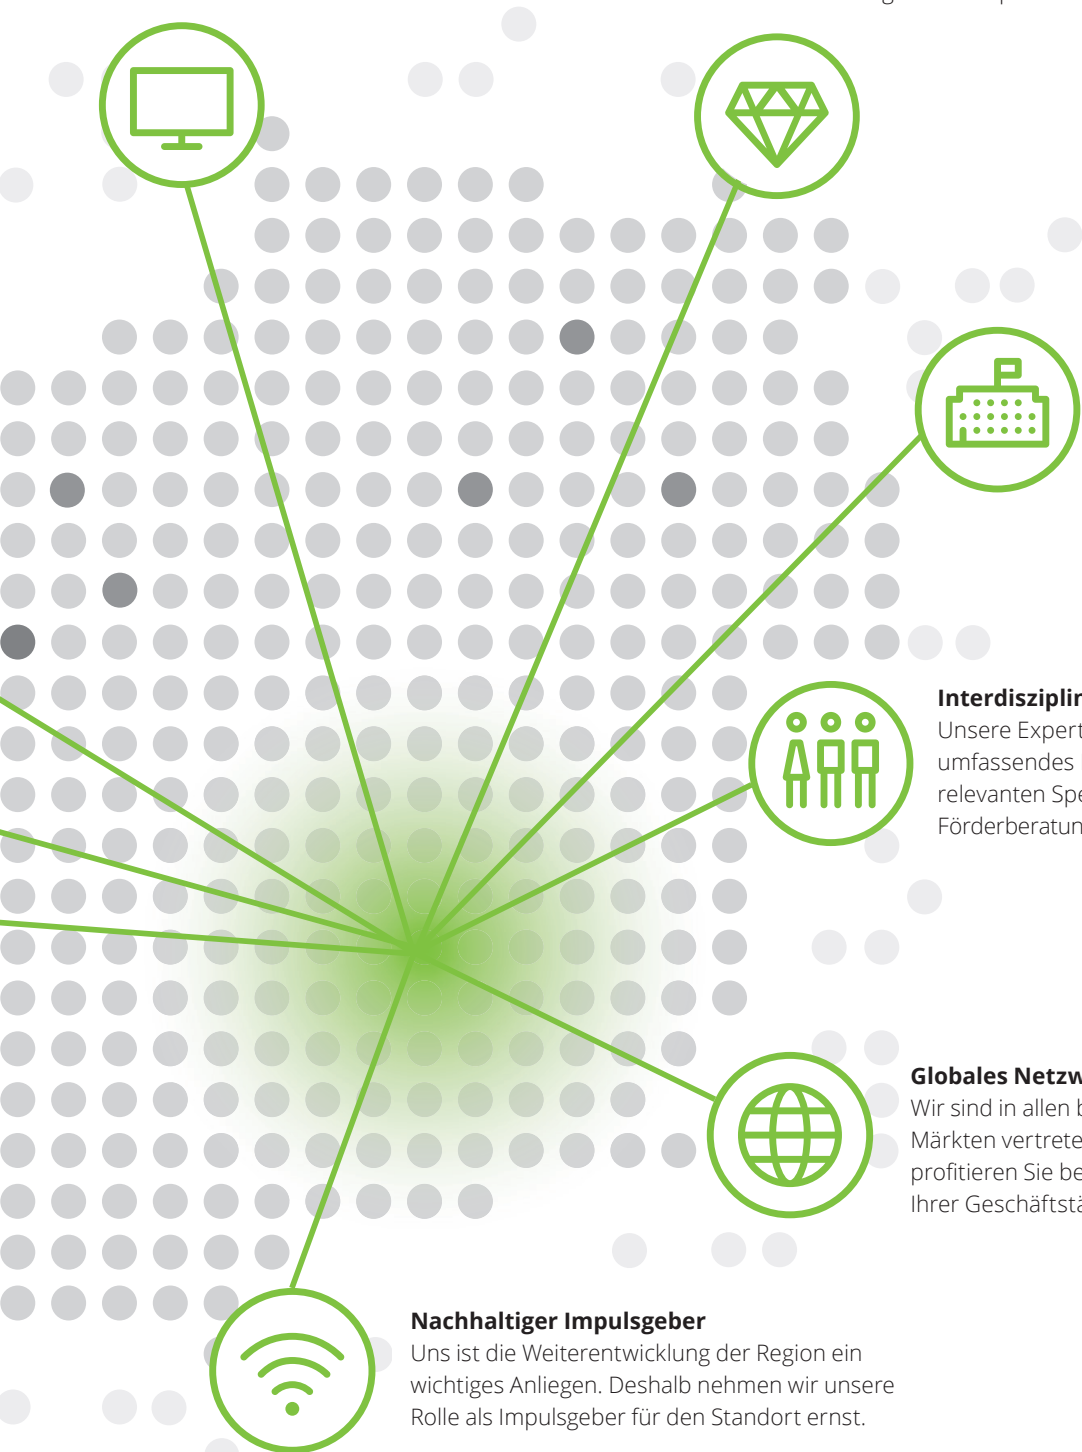 Interdisziplin
Unsere Expert
umfassendes
relevanten Spe
Förderberatun
Globales Netzw
Wir sind in allen b
Märkten vertrete
profitieren Sie be
Ihrer Geschäftstä
Nachhaltiger Impulsgeber
Uns ist die Weiterentwicklung der Region ein
wichtiges Anliegen. Deshalb nehmen wir unsere
Rolle als Impulsgeber für den Standort ernst.